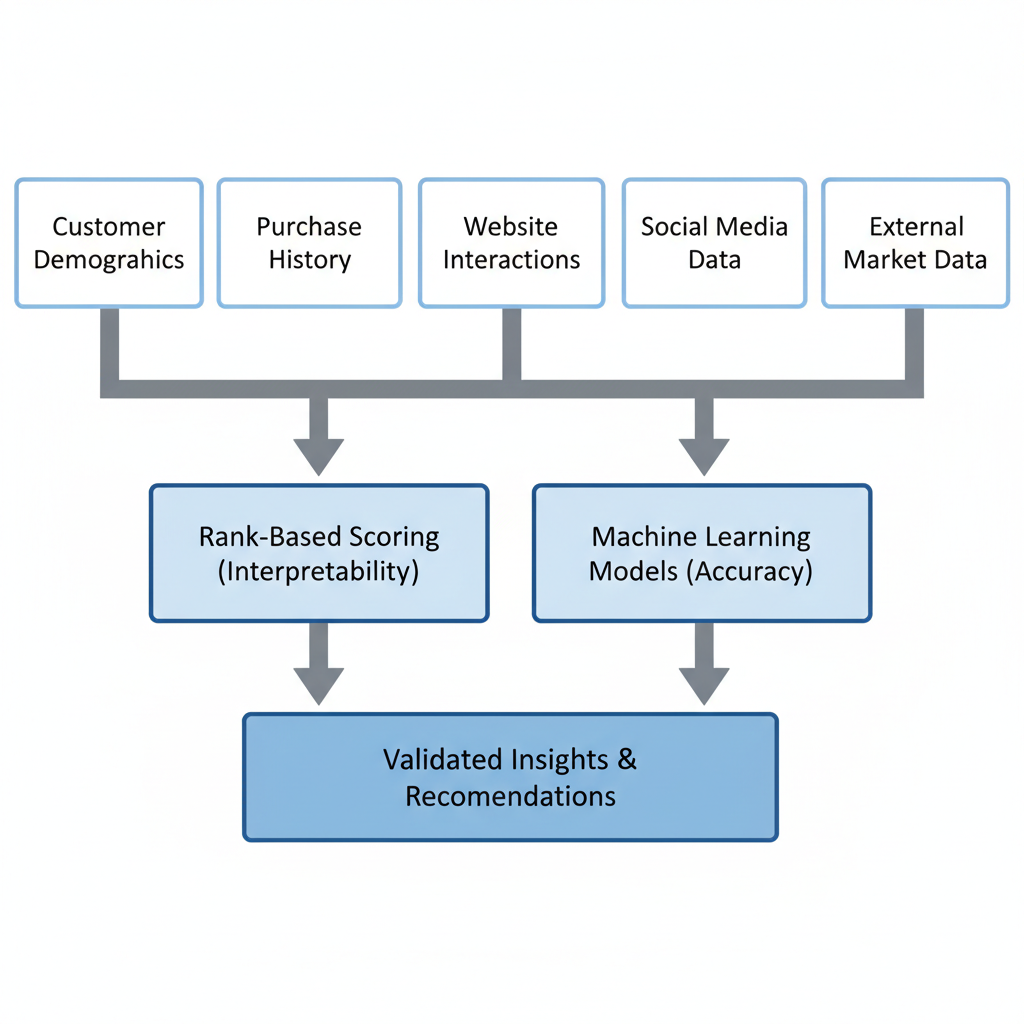 Customer
Demograhics
Purchase
History
Website
Interactions
Social Media
Data
External
Market Data
Rank-Based Scoring
(Interpretability)
Machine Learning
Models (Accuracy)
Validated Insights &
Recomendations